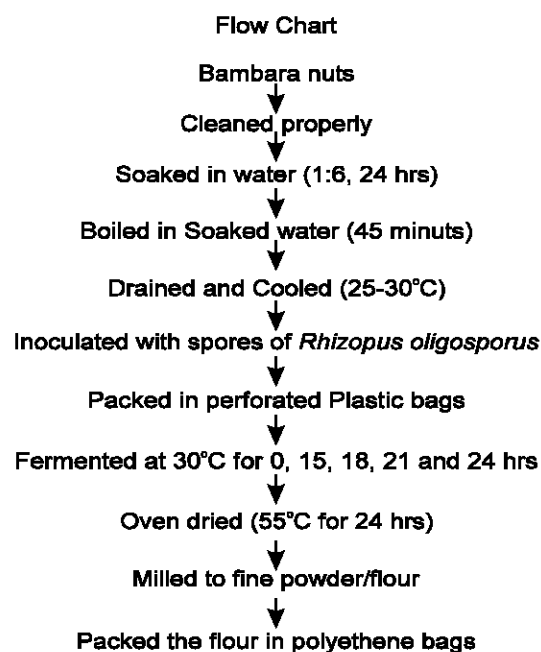 Flow Chart
Bambara nuts
Cleaned properly
Soaked in water (1:6, 24 hrs)
Boiled in Soaked water (45 minuts)
Drained and Cooled (25-30°C)
Inoculated with spores of Rhizopus oligosporus
Packed in perforated Plastic bags
Fermented at 30°C for 0, 15, 18, 21 and 24 hrs
Oven dried (55°C for 24 hrs)
Milled to fine powder/flour
Packed the flour in polyethene bags